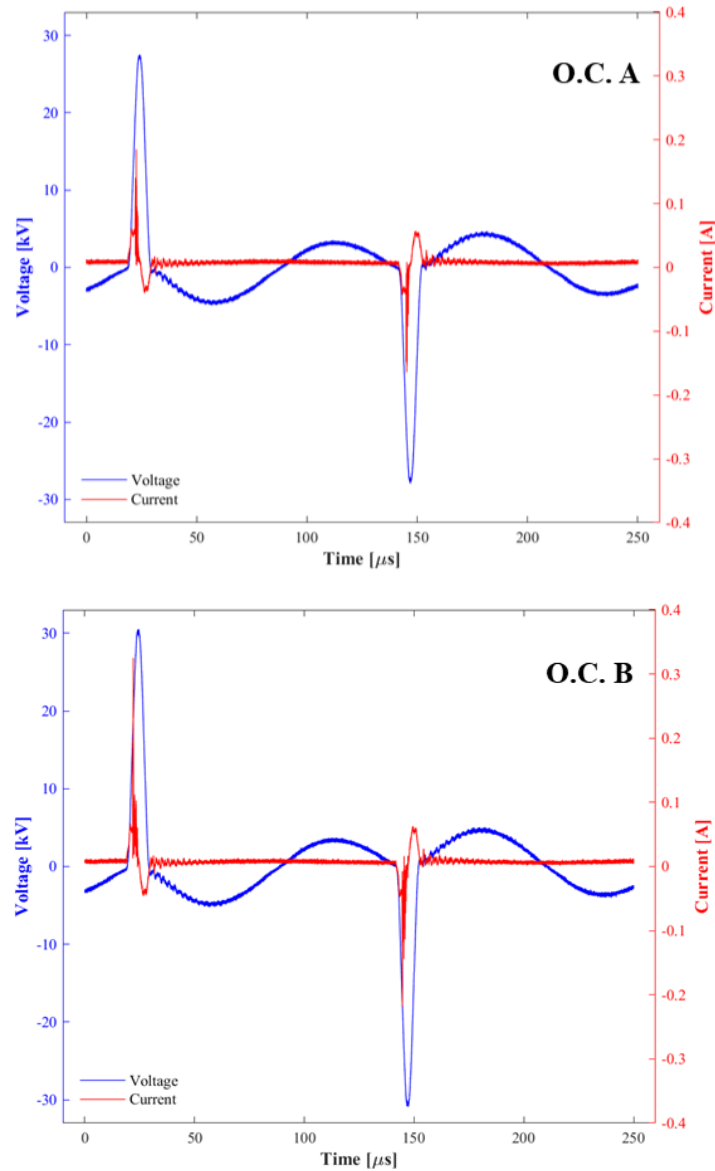 O.C. A
30
20
10
0
-10
-20
-30
Voltage [kV]
0.4
0.3
0.2
0.1
0
-0.1
-0.2
-0.3
-0.4
Current [A]
Voltage
Current
0 50 100 150 200 250
Time [μs]
O.C. B
30
20
10
0
-10
-20
-30
Voltage [kV]
0.4
0.3
0.2
0.1
0
-0.1
-0.2
-0.3
-0.4
Current [A]
Voltage
Current
0 50 100 150 200 250
Time [μs]